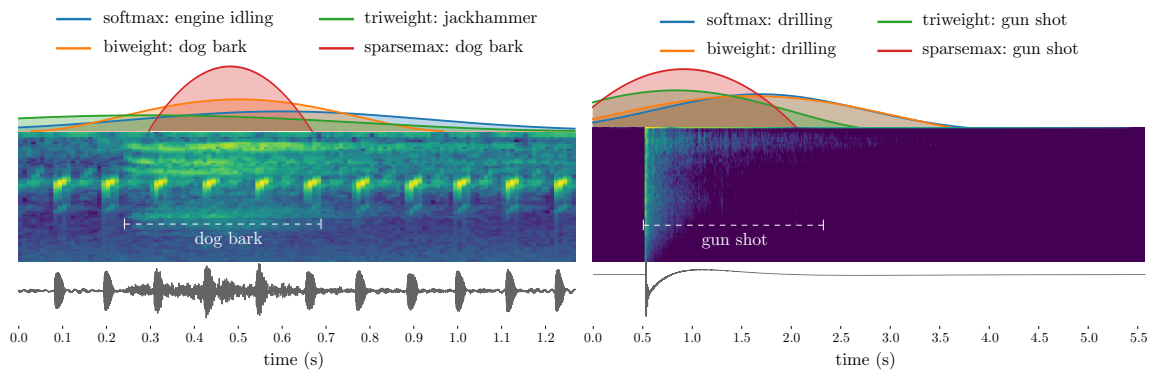 softmax: engine idling
triweight: jackhammer
biweight: dog bark
sparsemax: dog bark
dog bark
0.0 0.1 0.2 0.3 0.4 0.5 0.6 0.7 0.8 0.9 1.0 1.1 1.2
time (s)
softmax: drilling
triweight: gun shot
biweight: drilling
sparsemax: gun shot
gun shot
0.0 0.5 1.0 1.5 2.0 2.5 3.0 3.5 4.0 4.5 5.0 5.5
time (s)